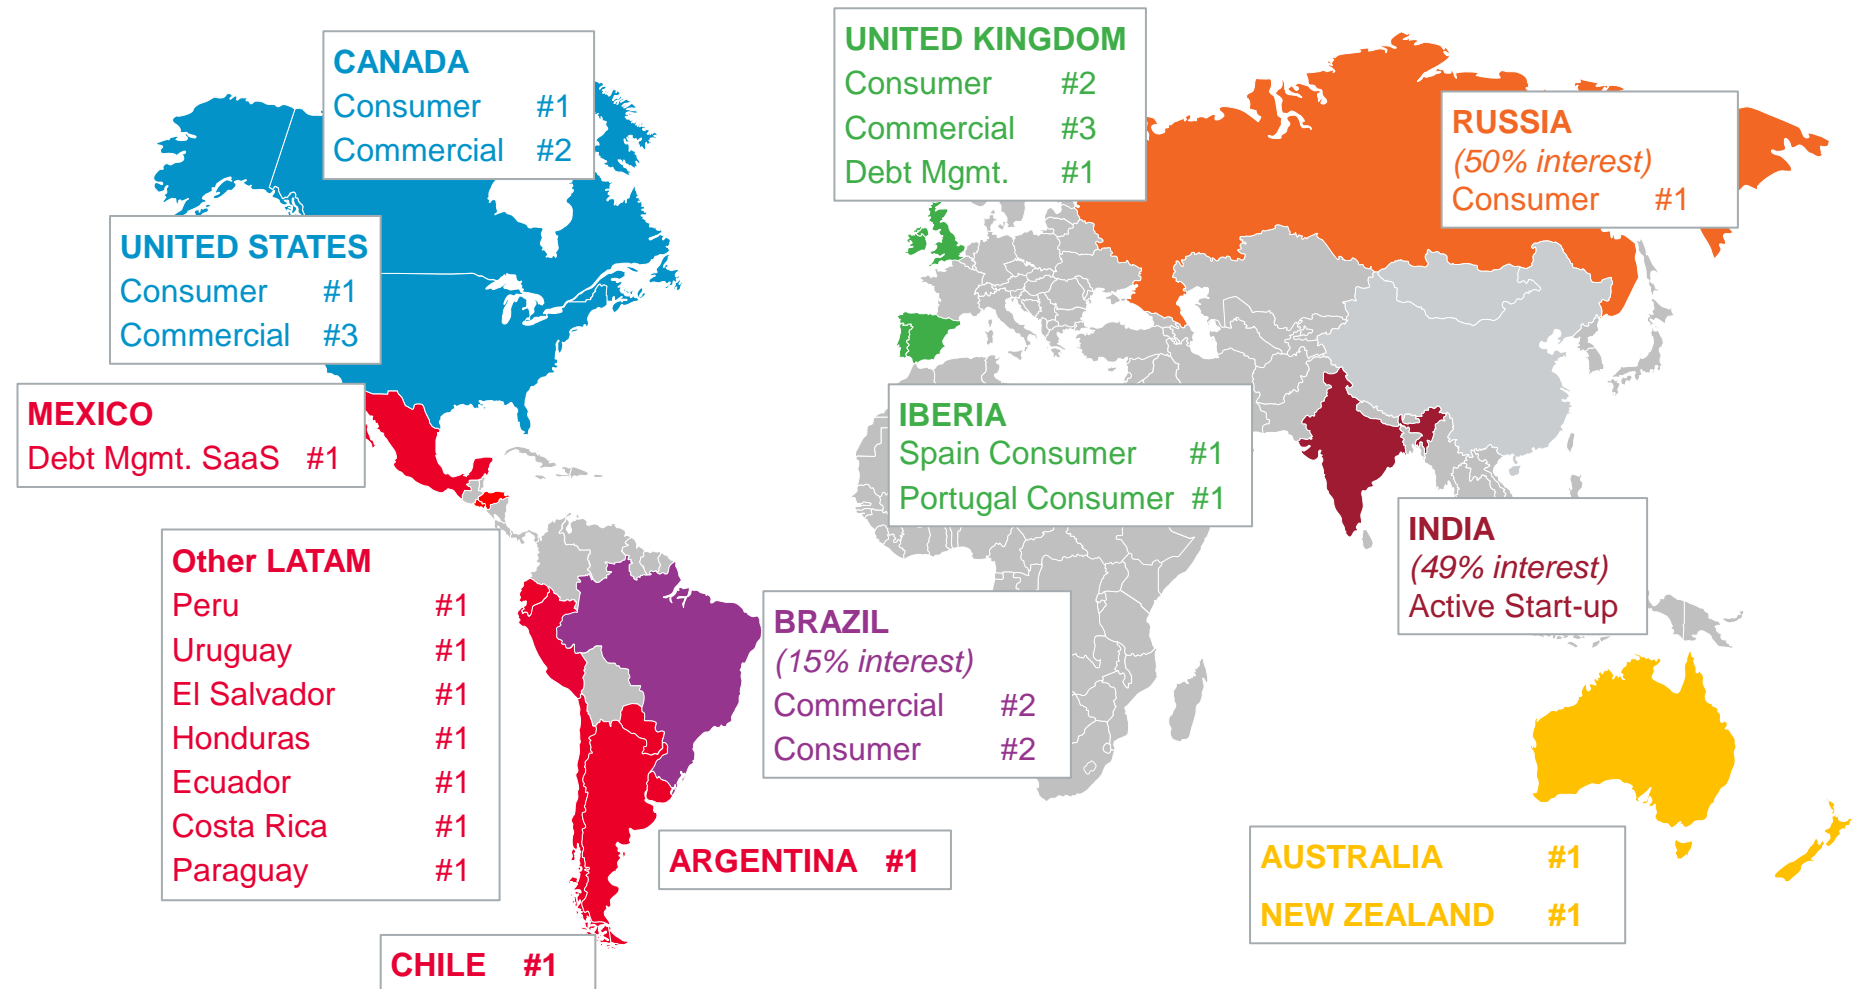 CANADA
Consumer #1
Commercial #2
UNITED STATES
Consumer #1
Commercial #3
MEXICO
Debt Mgmt. SaaS #1
Other LATAM
Peru #1
Uruguay #1
El Salvador #1
Honduras #1
Ecuador #1
Costa Rica #1
Paraguay #1
CHILE #1
ARGENTINA #1
BRAZIL
(15% interest)
Commercial #2
Consumer #2
UNITED KINGDOM
Consumer #2
Commercial #3
Debt Mgmt. #1
IBERIA
Spain Consumer #1
Portugal Consumer #1
RUSSIA
(50% interest)
Consumer #1
INDIA
(49% interest)
Active Start-up
AUSTRALIA #1
NEW ZEALAND #1